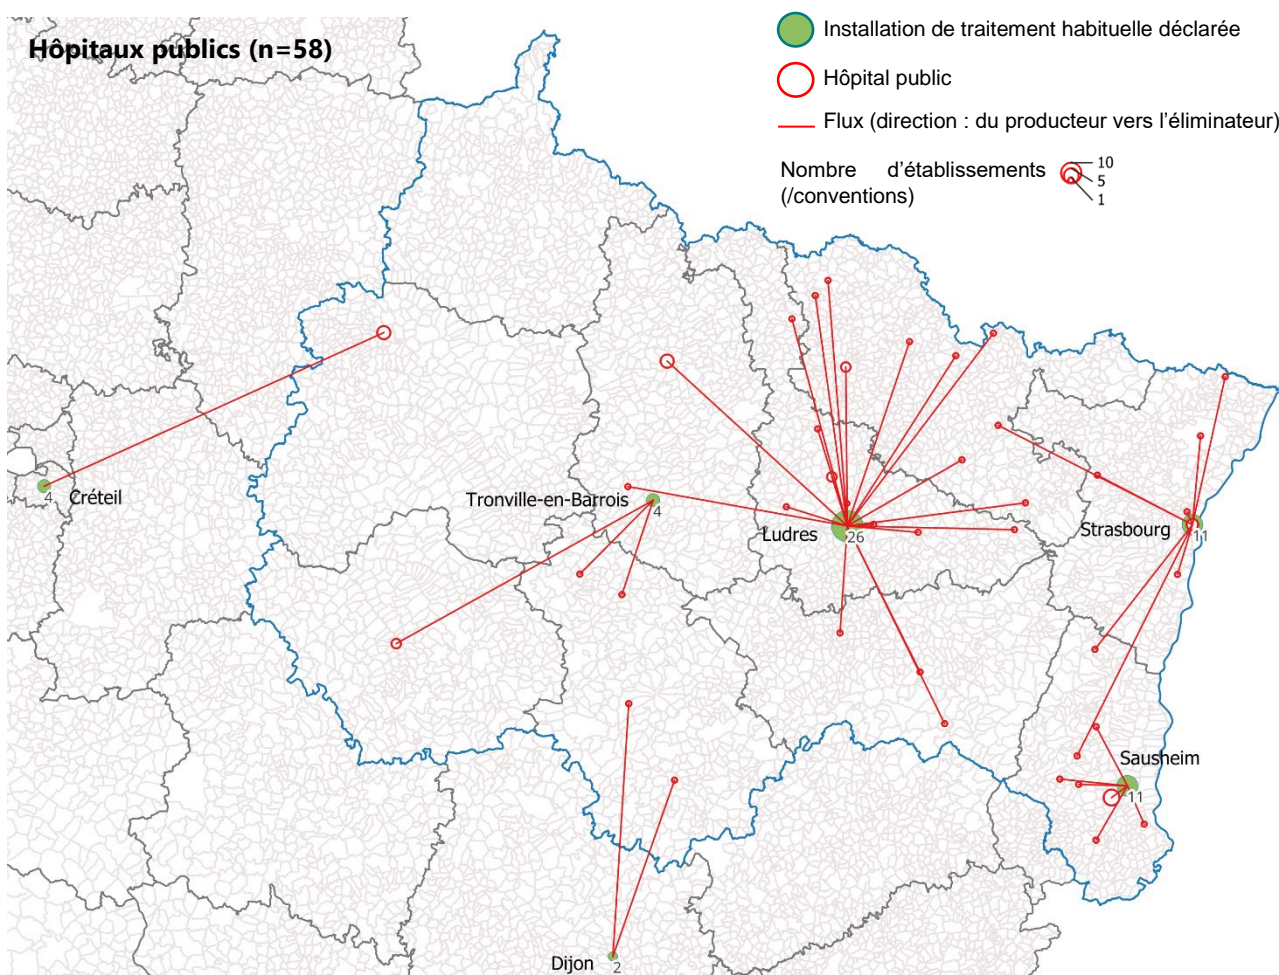 Hôpitaux publics (n=58)
Installation de traitement habituelle déclarée
Hôpital public
Flux (direction : du producteur vers l’éliminateur)
Nombre d’établissements
(/conventions)
10
5
1
4
Créteil
Tronville-en-Barrois
4
Ludres
26
Strasbourg
11
Sausheim
11
Dijon
2